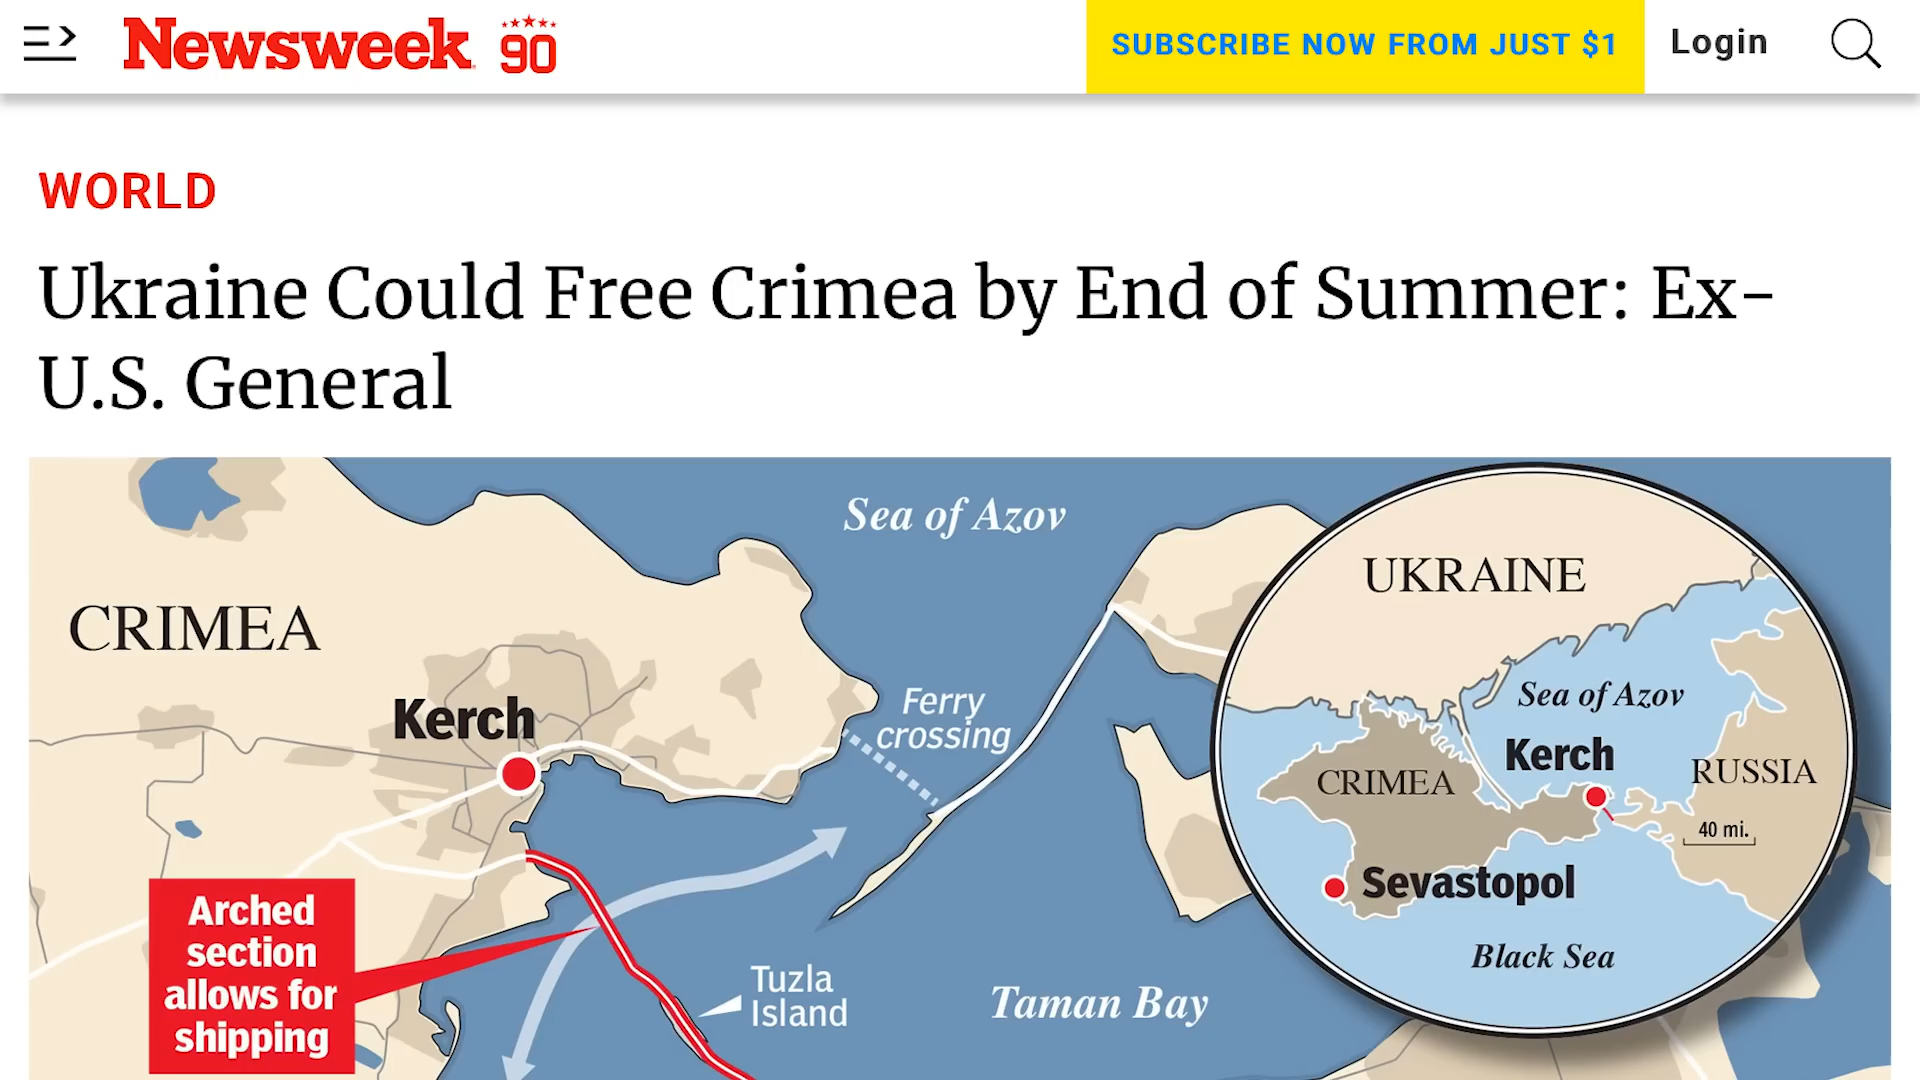 Newsweek 90
SUBSCRIBE NOW FROM JUST $1
Login
WORLD
Ukraine Could Free Crimea by End of Summer: Ex-
U.S. General
Sea of Azov
CRIMEA
Kerch
Ferry
crossing
Arched
section
allows for
shipping
Tuzla
Island
Taman Bay
UKRAINE
Sea of Azov
Kerch
CRIMEA
RUSSIA
40 mi.
Sevastopol
Black Sea